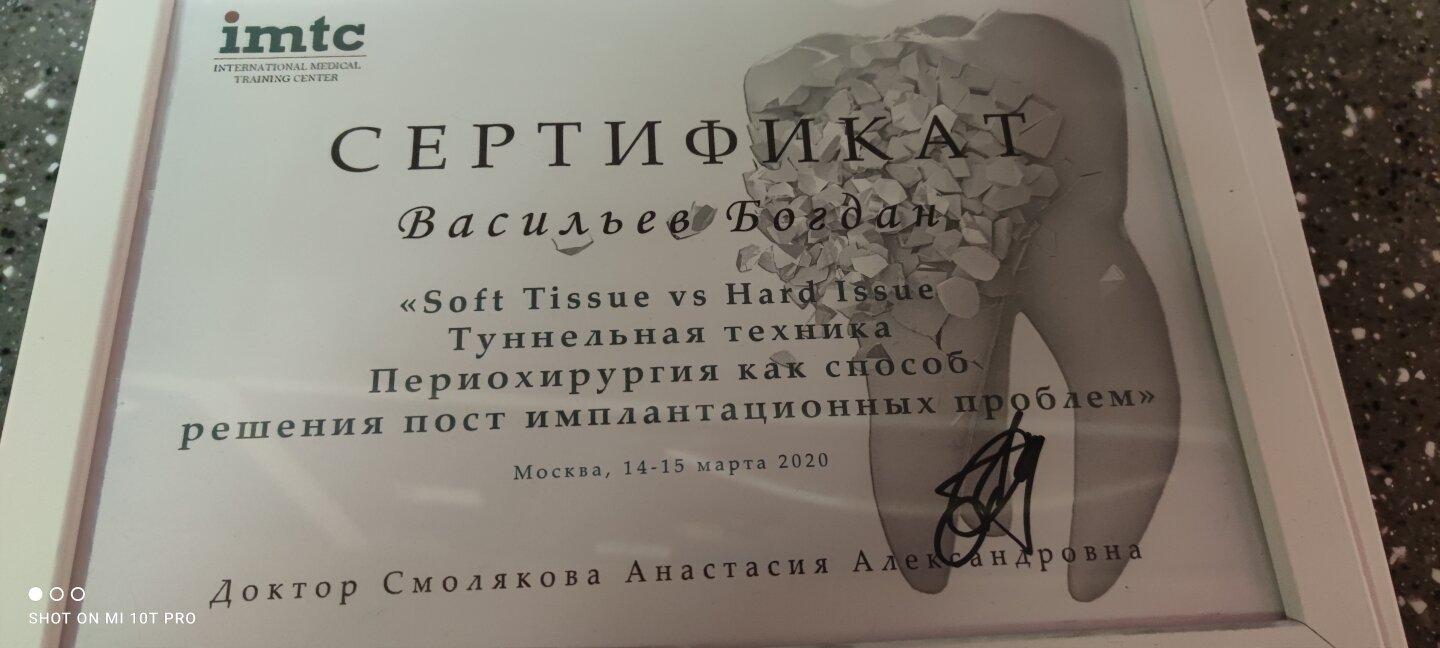 imtc
INTERNATIONAL MEDICAL
TRAINING CENTER
СЕРТИФИКАТ
Васильев Богдан
«Soft Tissue vs Hard Issue
Туннельная техника
Периохирургия как способ
решения пост имплантационных проблем»
Москва, 14-15 марта 2020
Доктор Смолякова Анастасия Александровна
SHOT ON MI 10T PRO